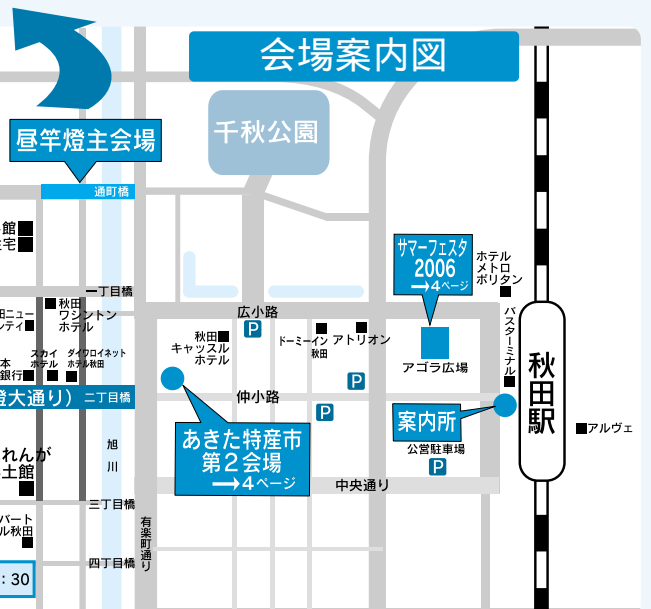 会場案内図
千秋公園
昼竿燈主会場
通町橋
館
宅
サマーフェスタ
2006
→4ページ
ホテル
メトロ
ポリタン
一丁目橋
秋田
ワシントン
ホテル
田ニュー
ンティ
広小路
P
秋田
キャッスル
ホテル
ドーミーイン
秋田
アトリオン
バスターミナル
アゴラ広場
スカイ
ホテル
ダイワロイネット
ホテル秋田
本
銀行
燈大通り)
二丁目橋
P
仲小路
P
秋田駅
案内所
アルヴェ
あきた特産市
第2会場
→4ページ
公営駐車場
P
旭川
れんが
土館
中央通り
三丁目橋
有楽町通り
パート
ル秋田
四丁目橋
:30